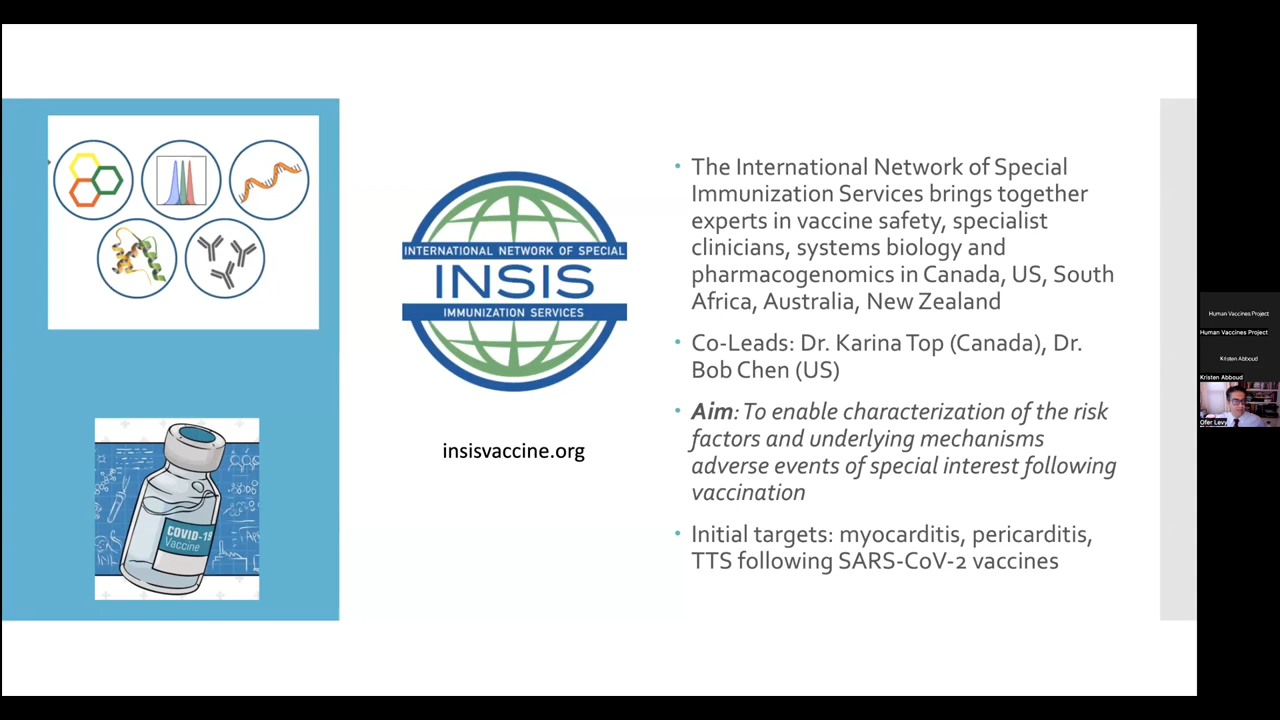 COVID-19
Vaccine
INTERNATIONAL NETWORK OF SPECIAL
INSIS
IMMUNIZATION SERVICES
insisvaccine.org
• The International Network of Special
Immunization Services brings together
experts in vaccine safety, specialist
clinicians, systems biology and
pharmacogenomics in Canada, US, South
Africa, Australia, New Zealand
• Co-Leads: Dr. Karina Top (Canada), Dr.
Bob Chen (US)
• Aim: To enable characterization of the risk
factors and underlying mechanisms
adverse events of special interest following
vaccination
• Initial targets: myocarditis, pericarditis,
TTS following SARS-CoV-2 vaccines
Human Vaccines Project
Human Vaccines Project
Kristen Abboud
Kristen Abboud
Ofer Levy